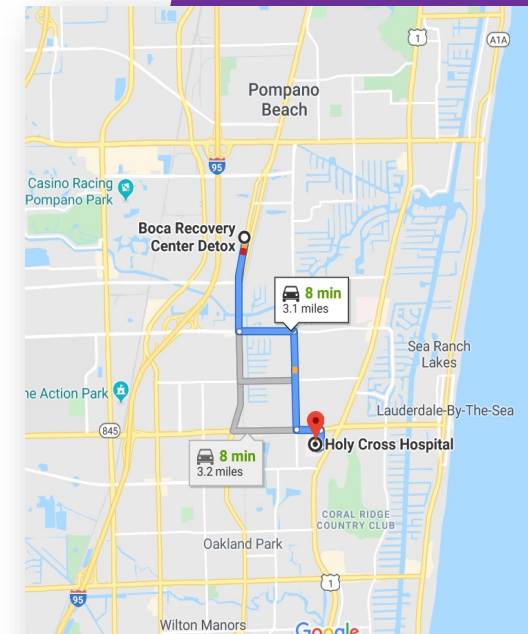 1
A1A
Pompano
Beach
95
Casino Racing
Pompano Park
Boca Recovery
Center Detox
8 min
3.1 miles
Sea Ranch
Lakes
ne Action Park
Lauderdale-By-The-Sea
845
Holy Cross Hospital
8 min
3.2 miles
CORAL RIDGE
COUNTRY CLUB
Oakland Park
1
95
Wilton Manors
Google